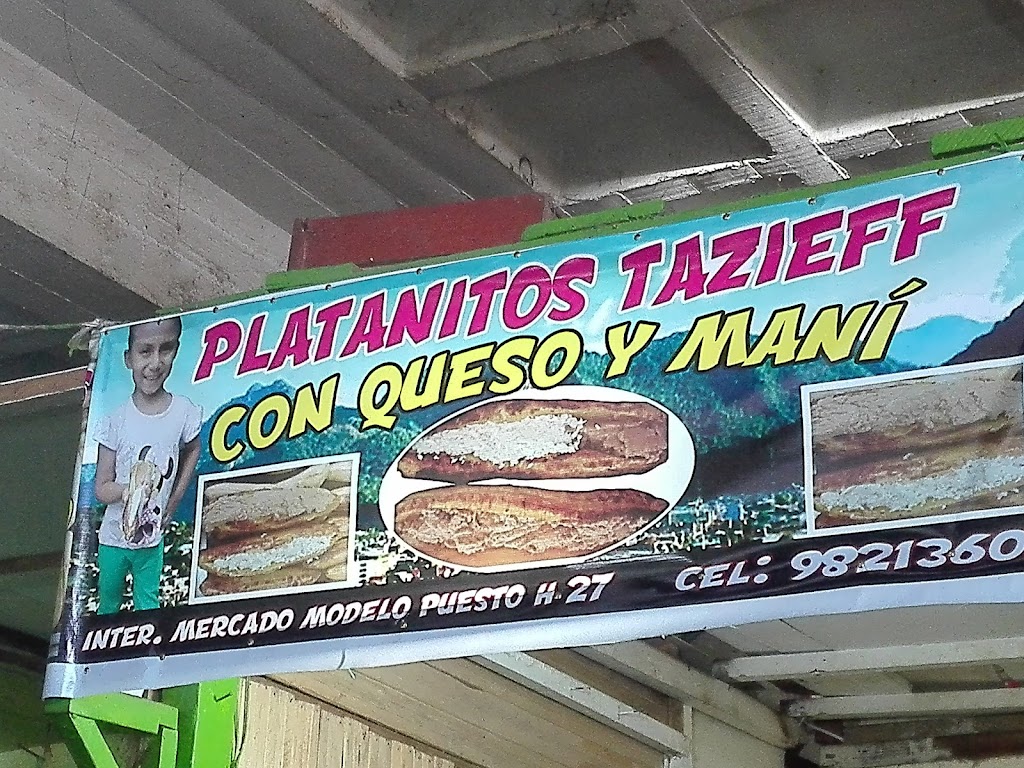 PLATANITOS TAZIEFF
CON QUESO Y MANÍ
INTER. MERCADO MODELO PUESTO H 27
CEL: 9821360